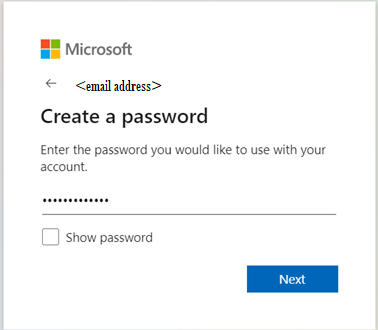 Microsoft
← <email address>
Create a password
Enter the password you would like to use with your
account.
•••••••••••••
Show password
Next